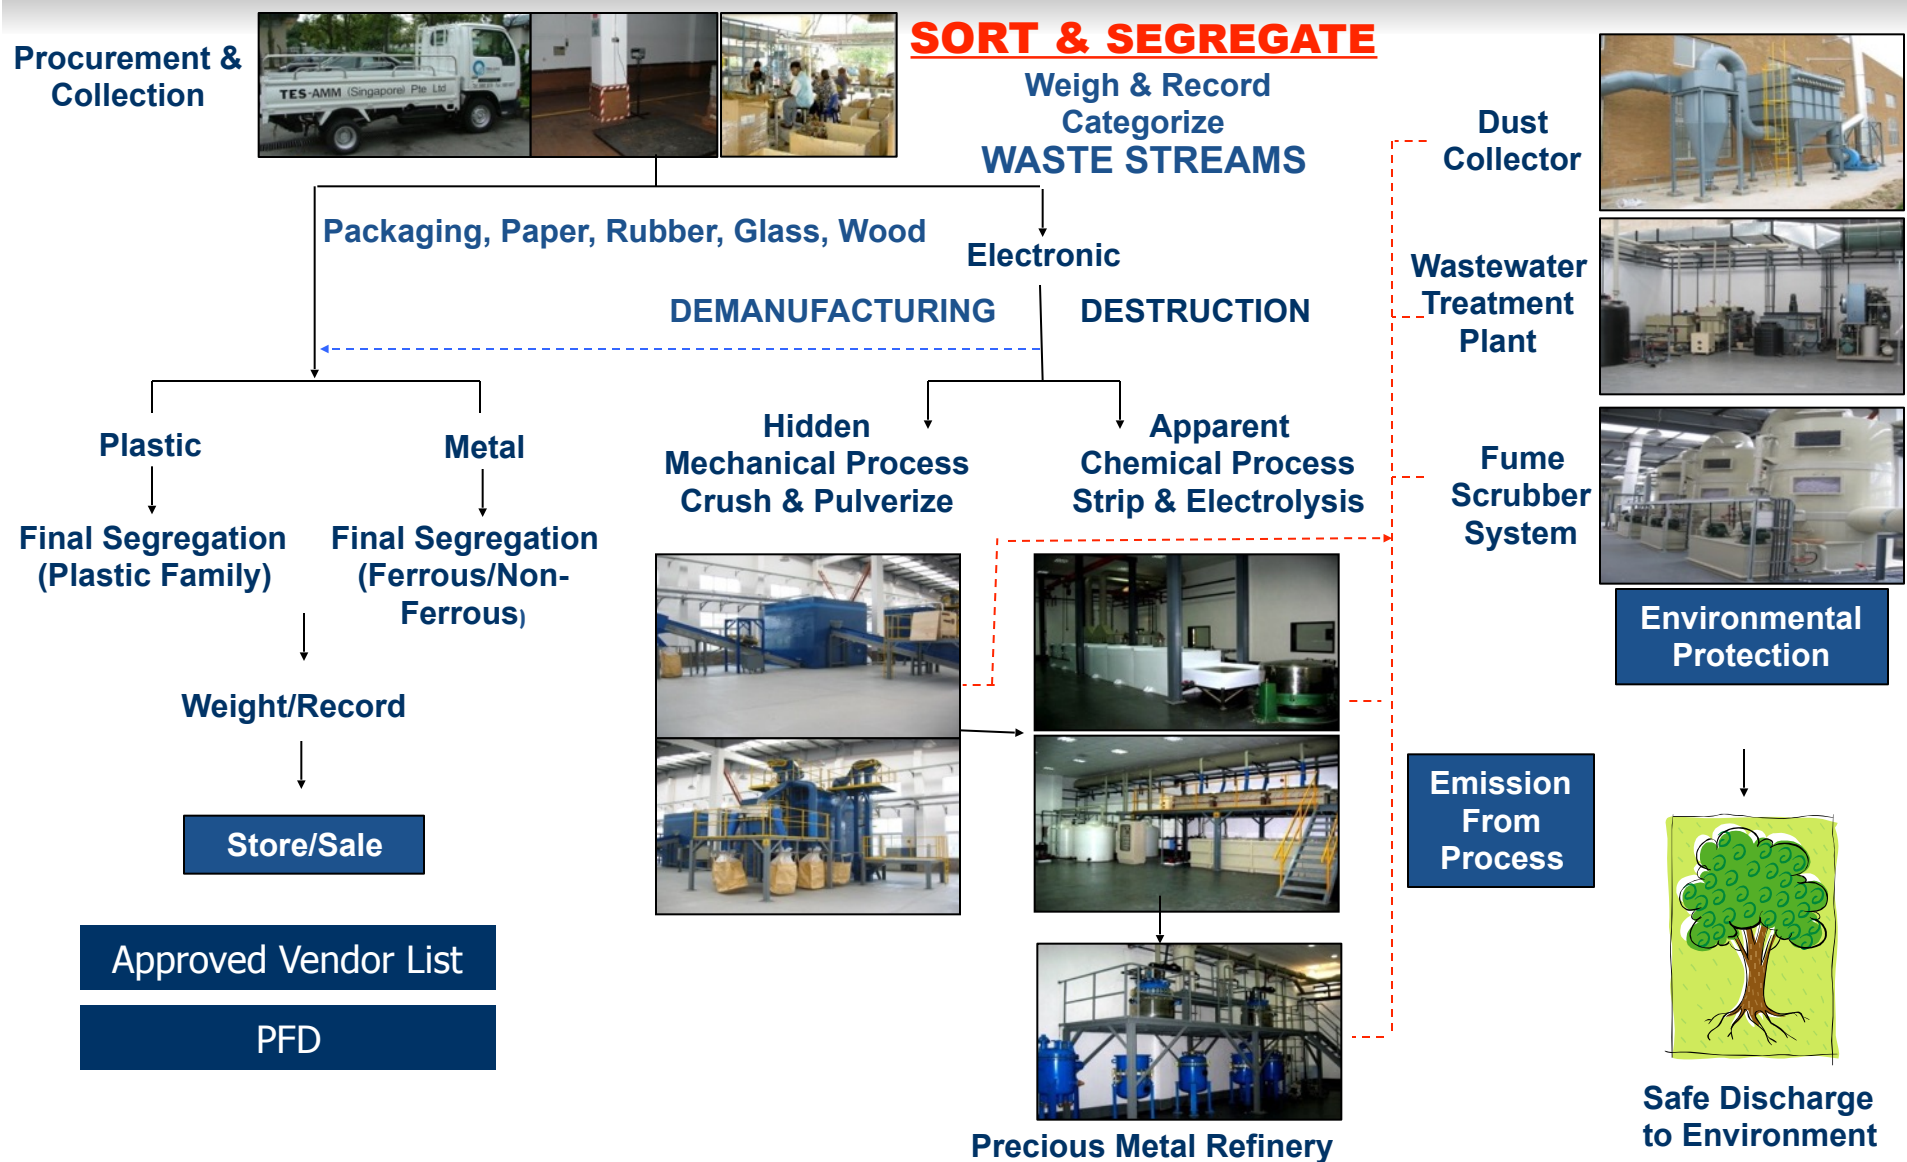 Procurement &
Collection
TES-AMM (Singapore) Pte Ltd
SORT & SEGREGATE
Weigh & Record
Categorize
WASTE STREAMS
Dust
Collector
Packaging, Paper, Rubber, Glass, Wood
Electronic
Wastewater
Treatment
Plant
DEMANUFACTURING
DESTRUCTION
Plastic
Metal
Hidden
Mechanical Process
Crush & Pulverize
Apparent
Chemical Process
Strip & Electrolysis
Fume
Scrubber
System
Final Segregation
(Plastic Family)
Final Segregation
(Ferrous/Non-
Ferrous)
Environmental
Protection
Weight/Record
Emission
From
Process
Store/Sale
Approved Vendor List
PFD
Precious Metal Refinery
Safe Discharge
to Environment